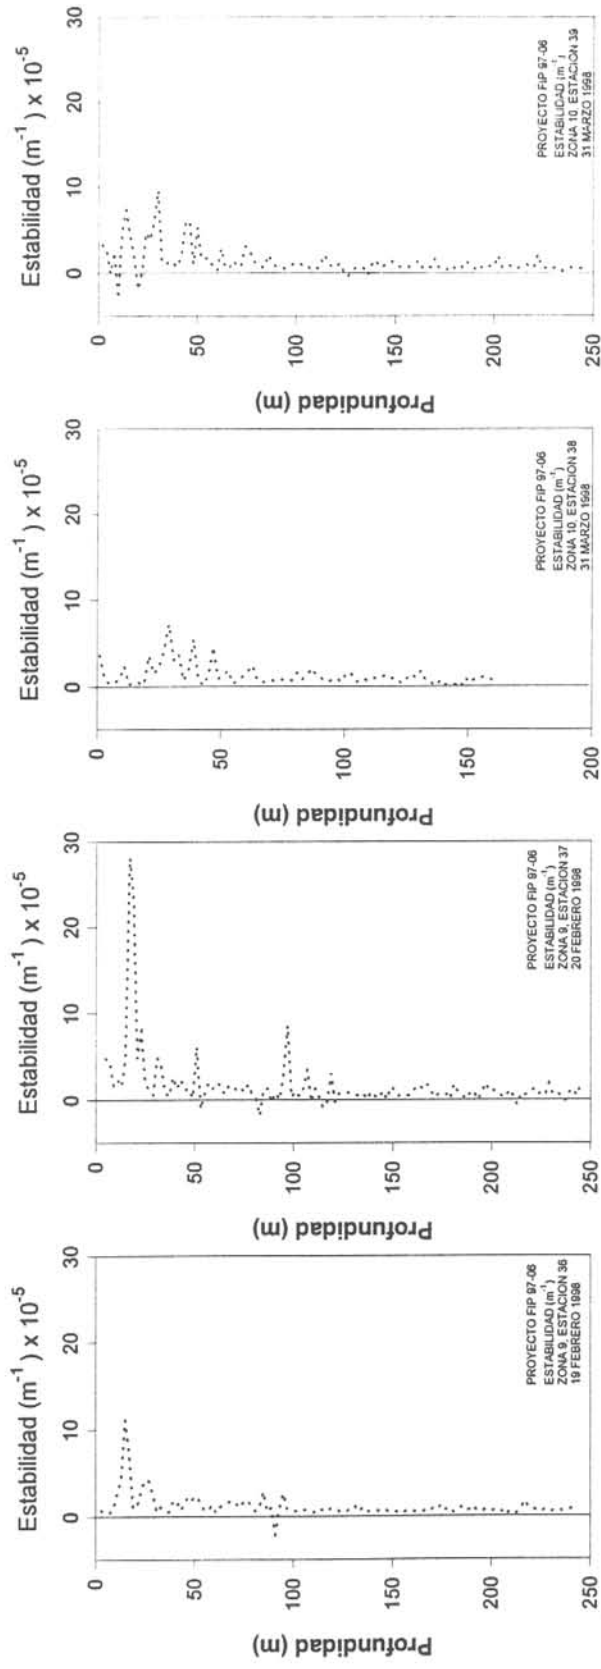 Estabilidad (m⁻¹) x 10⁻⁵
0 10 20 30
Profundidad (m)
0
50
100
150
200
250
PROYECTO FIP 97-06
ESTABILIDAD (m⁻¹)
ZONA 9, ESTACION 36
19 FEBRERO 1998
Estabilidad (m⁻¹) x 10⁻⁵
0 10 20 30
Profundidad (m)
0
50
100
150
200
250
PROYECTO FIP 97-06
ESTABILIDAD (m⁻¹)
ZONA 9, ESTACION 37
20 FEBRERO 1998
Estabilidad (m⁻¹) x 10⁻⁵
0 10 20 30
Profundidad (m)
0
50
100
150
200
PROYECTO FIP 97-06
ESTABILIDAD (m⁻¹)
ZONA 10, ESTACION 38
31 MARZO 1998
Estabilidad (m⁻¹) x 10⁻⁵
0 10 20 30
Profundidad (m)
0
50
100
150
200
250
PROYECTO FIP 97-06
ESTABILIDAD (m⁻¹)
ZONA 10, ESTACION 39
31 MARZO 1998